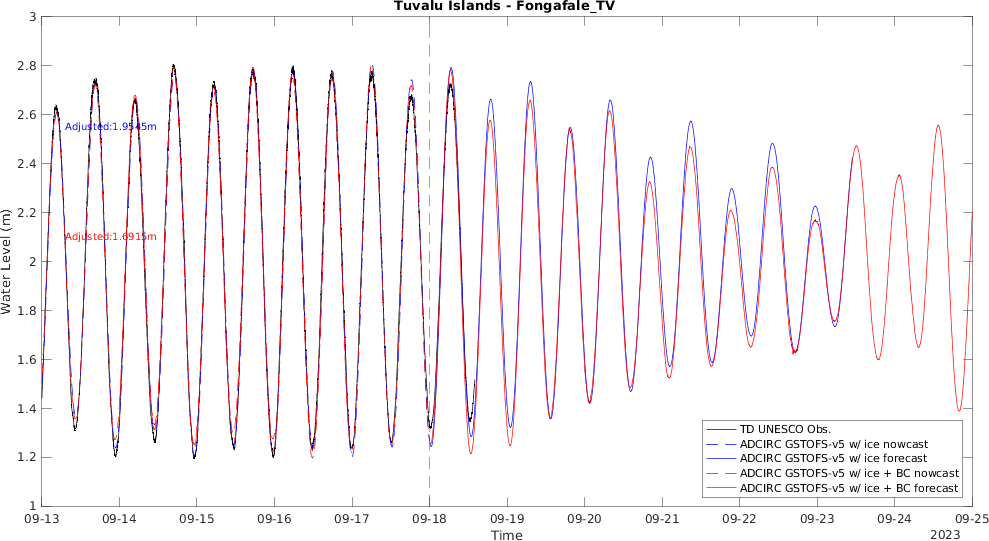 Tuvalu Islands - Fongafale_TV
3
2.8
2.6
2.4
2.2
2
1.8
1.6
1.4
1.2
1
Water Level (m)
Adjusted:1.9545m
Adjusted:1.6915m
TD UNESCO Obs.
ADCIRC GSTOFS-v5 w/ ice nowcast
ADCIRC GSTOFS-v5 w/ ice forecast
ADCIRC GSTOFS-v5 w/ ice + BC nowcast
ADCIRC GSTOFS-v5 w/ ice + BC forecast
09-13 09-14 09-15 09-16 09-17 09-18 09-19 09-20 09-21 09-22 09-23 09-24 09-25
Time
2023